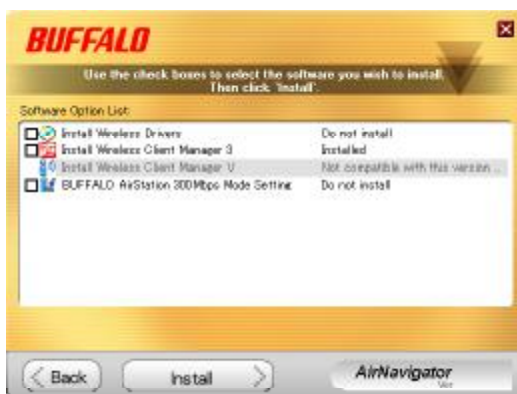 BUFFALO
Use the check boxes to select the software you wish to install.
Then click 'Install'.
Software Option List:
Install Wireless Drivers Do not install
Install Wireless Client Manager 3 Installed
Install Wireless Client Manager V Not compatible with this version ..
BUFFALO AirStation 300Mbps Mode Setting Do not install
Back
Install
AirNavigator
Ver